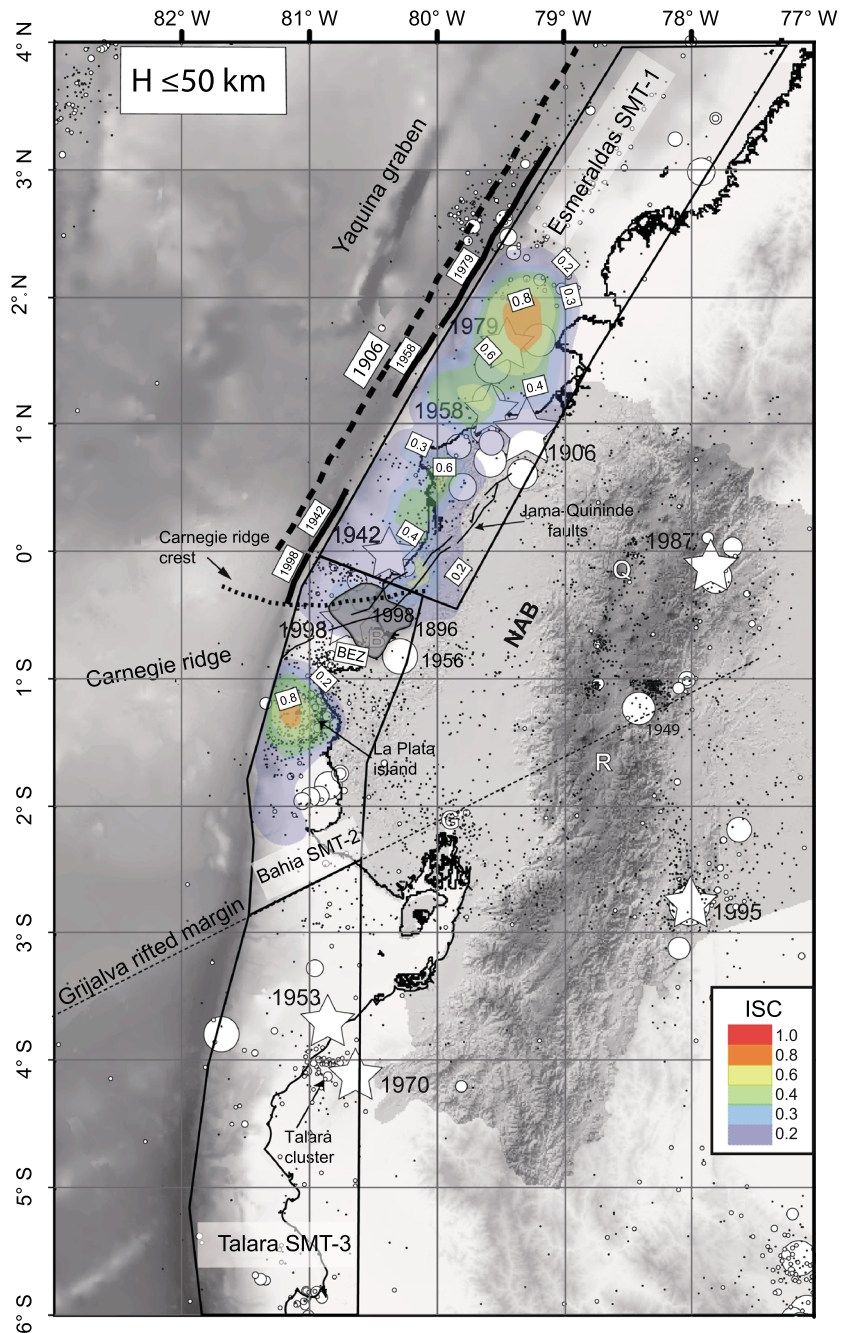 82°W
81°W
80°W
79°W
78°W
77°W
4°N
H ≤50 km
Esmeraldas SMT-1
Yaquina graben
3°N
1979
0.2
0.3
2°N
0.8
1979
1906
1958
0.6
0.4
1958
1°N
0.3
1906
0.6
1942
Jama-Quininde
faults
1942
0.4
1987
Carnegie ridge
crest
0°
1998
0.2
Q
NAB
1998
1998
1896
B
BEZ
1956
Carnegie ridge
1°S
0.2
0.8
1949
La Plata
island
R
2°S
G
Bahia SMT-2
1995
3°S
Grijalva rifted margin
1953
ISC
1.0
0.8
0.6
0.4
0.3
0.2
4°S
1970
Talara
cluster
5°S
Talara SMT-3
6°S